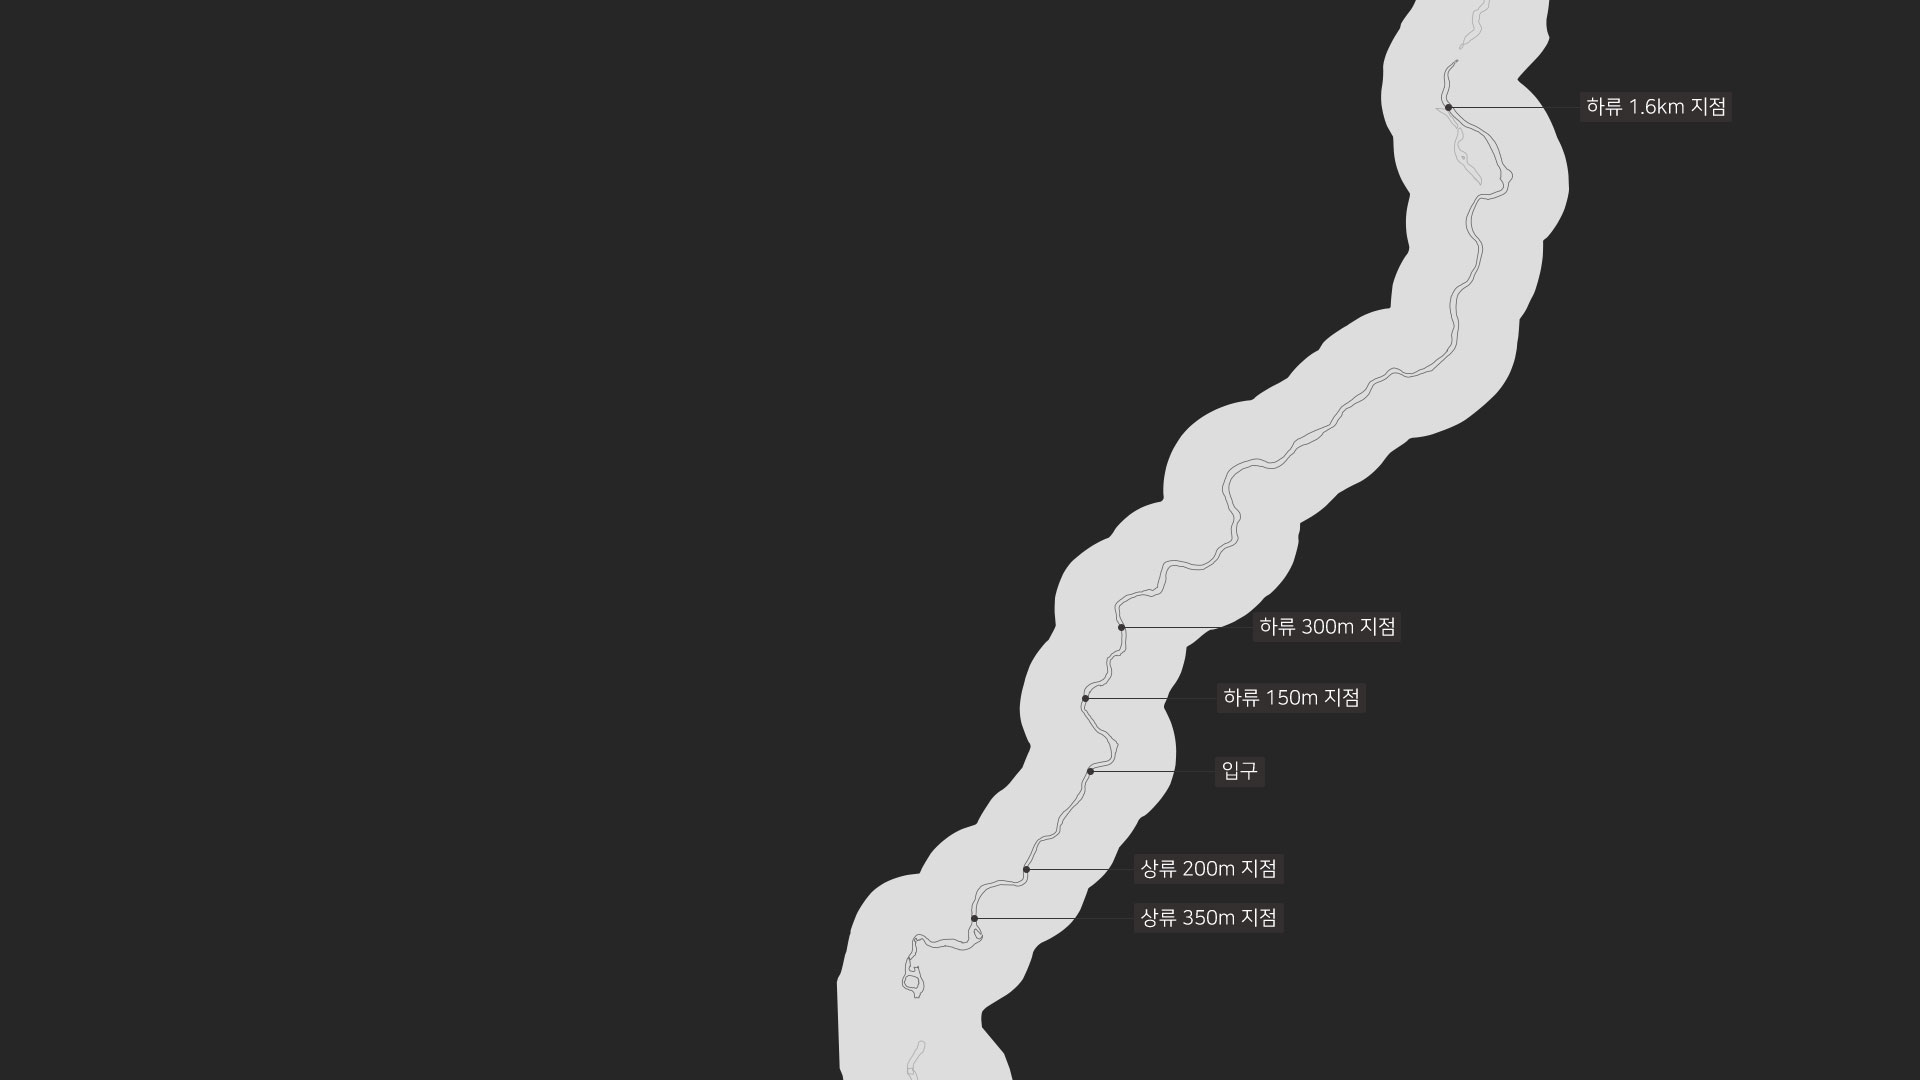 하류 1.6km 지점
하류 300m 지점
하류 150m 지점
입구
상류 200m 지점
상류 350m 지점